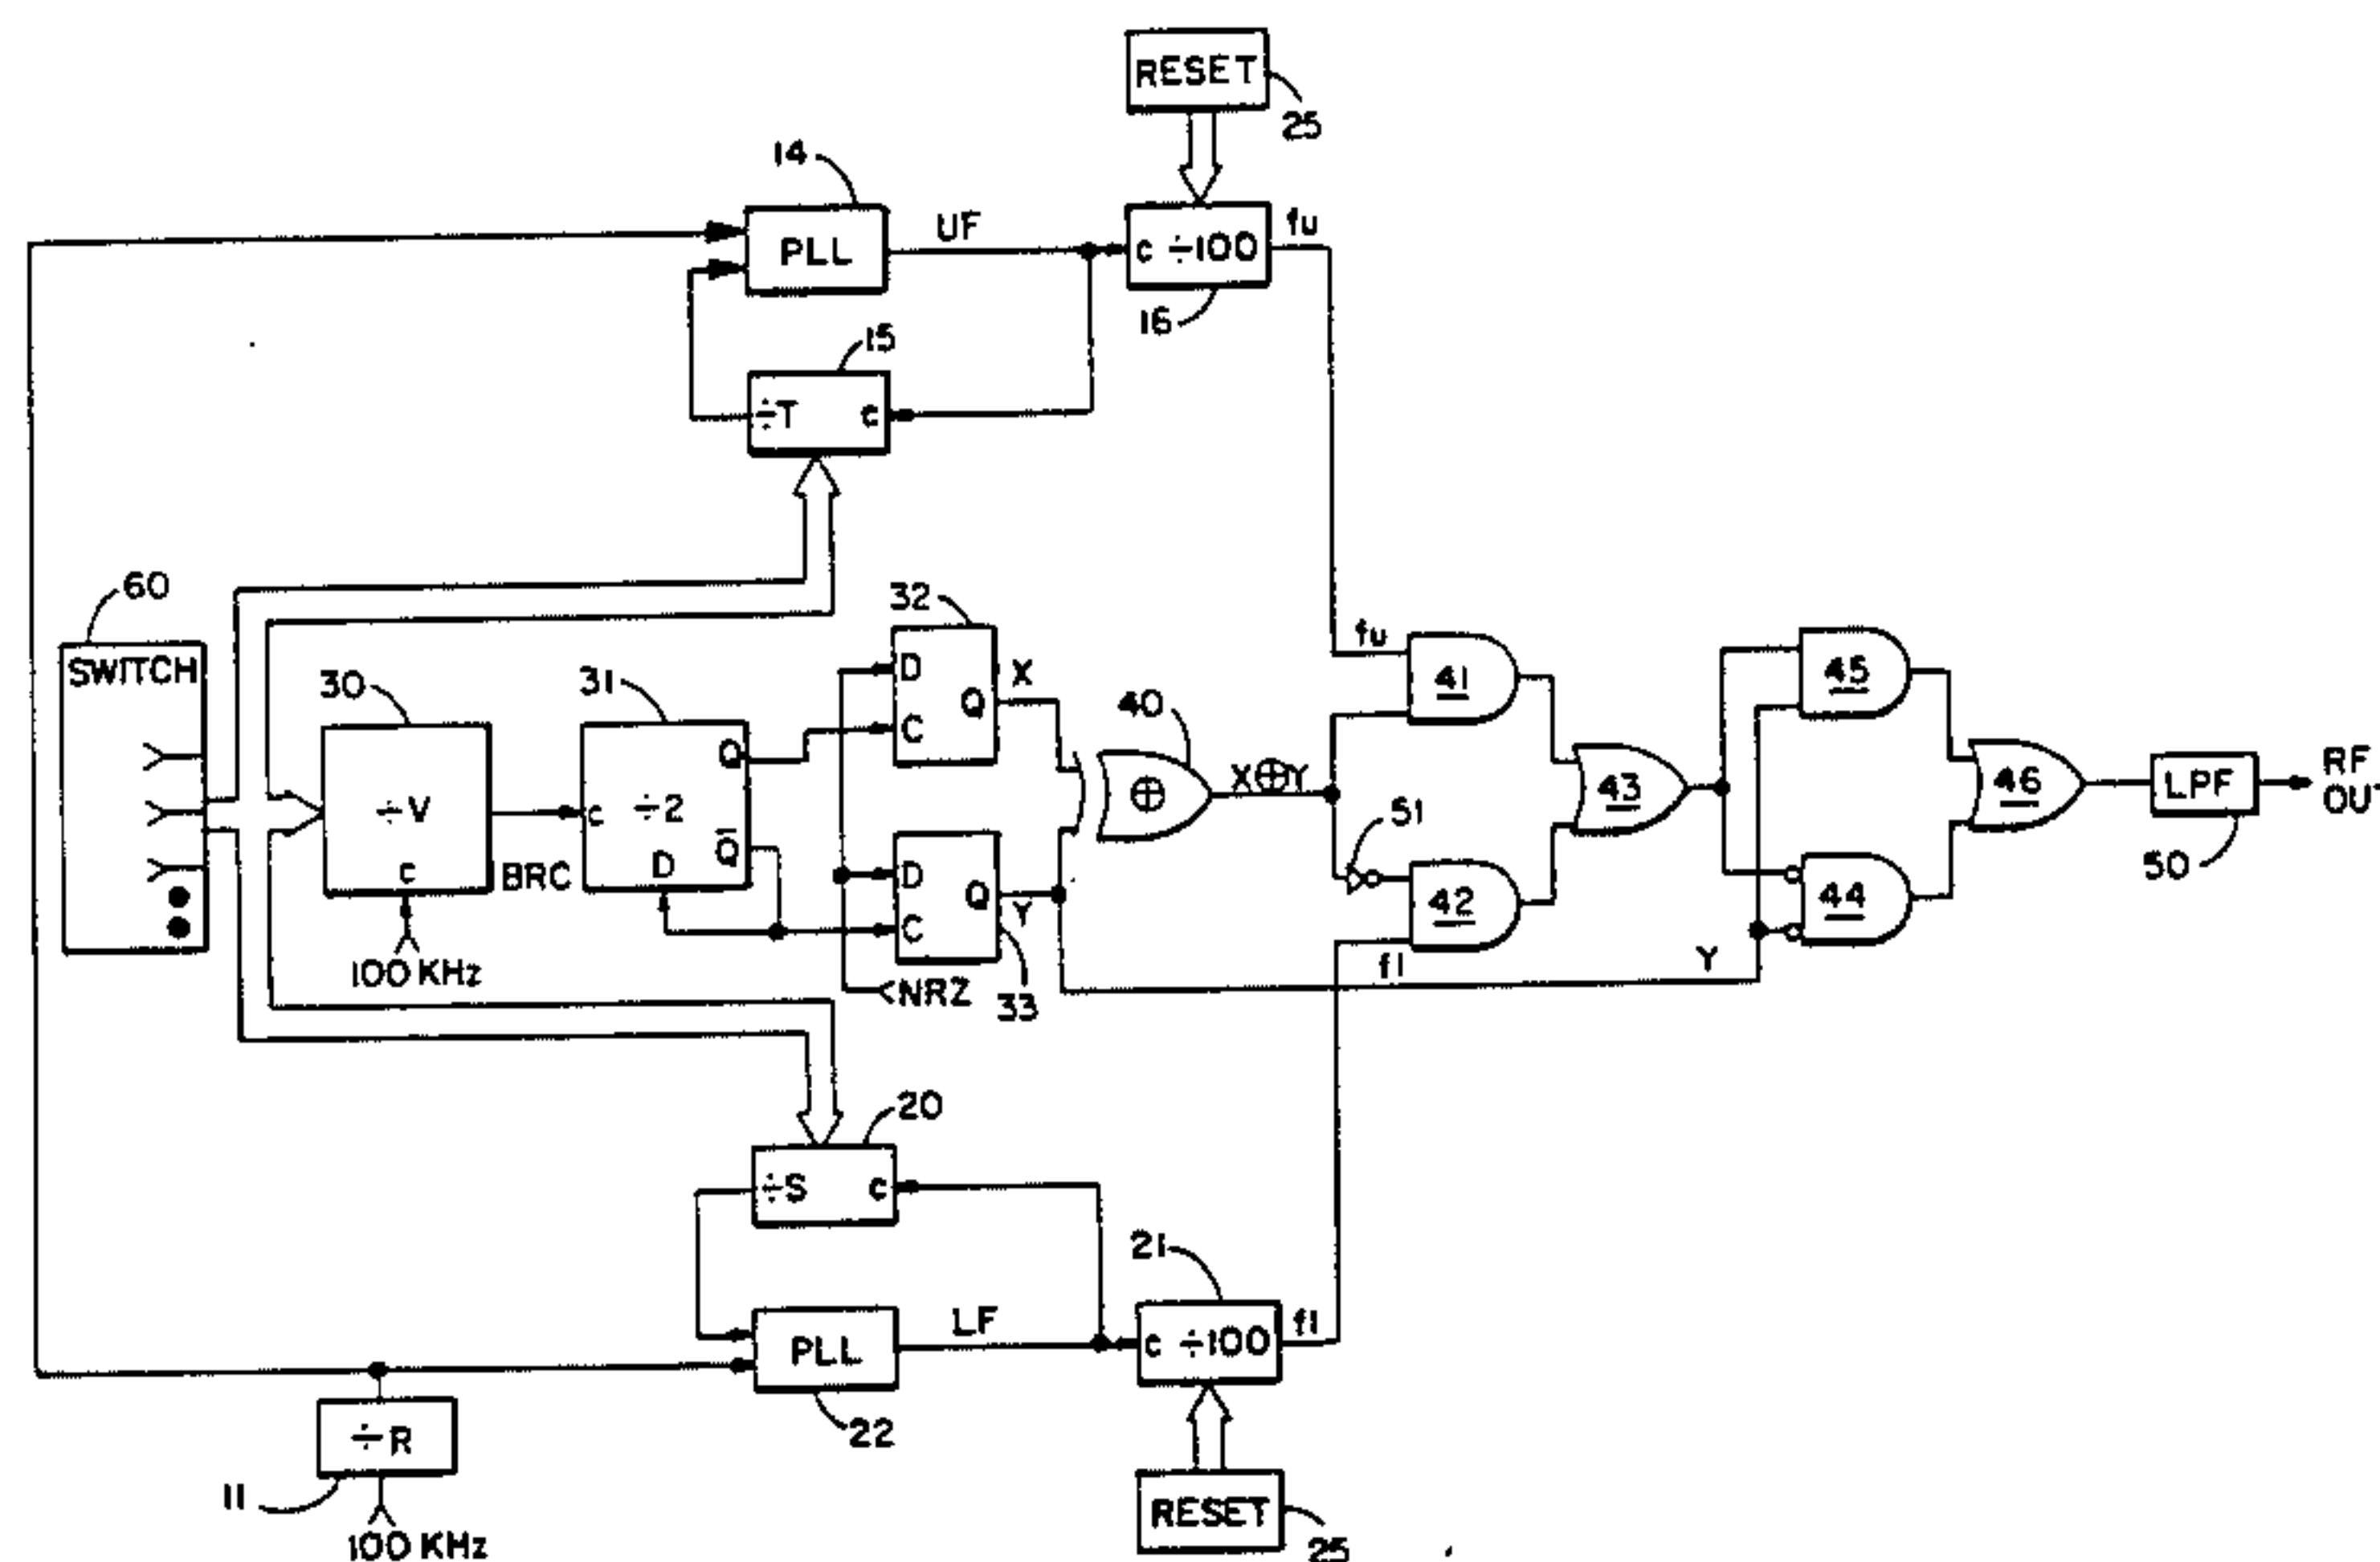 RESET
25
14
PLL
UF
c ÷100
fu
16
15
÷T c
60
SWITCH
30
÷V
c
BRC
100 KHz
31
Q
c ÷2
D Q̅
32
D
C
Q
X
D
C
Q
Y
33
NRZ
40
⊕
X⊕Y
51
fu
41
42
fl
43
45
44
Y
46
LPF
50
RF
OUT
20
÷S c
PLL
22
LF
21
c ÷100
fl
RESET
25
÷R
11
100 KHz